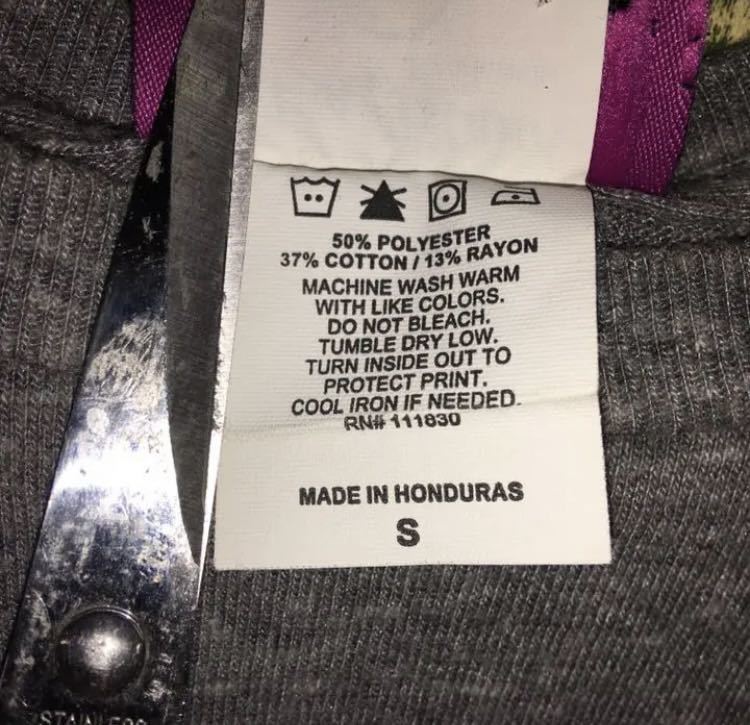 50% POLYESTER
37% COTTON / 13% RAYON
MACHINE WASH WARM
WITH LIKE COLORS.
DO NOT BLEACH.
TUMBLE DRY LOW.
TURN INSIDE OUT TO
PROTECT PRINT.
COOL IRON IF NEEDED.
RN# 111830
MADE IN HONDURAS
S